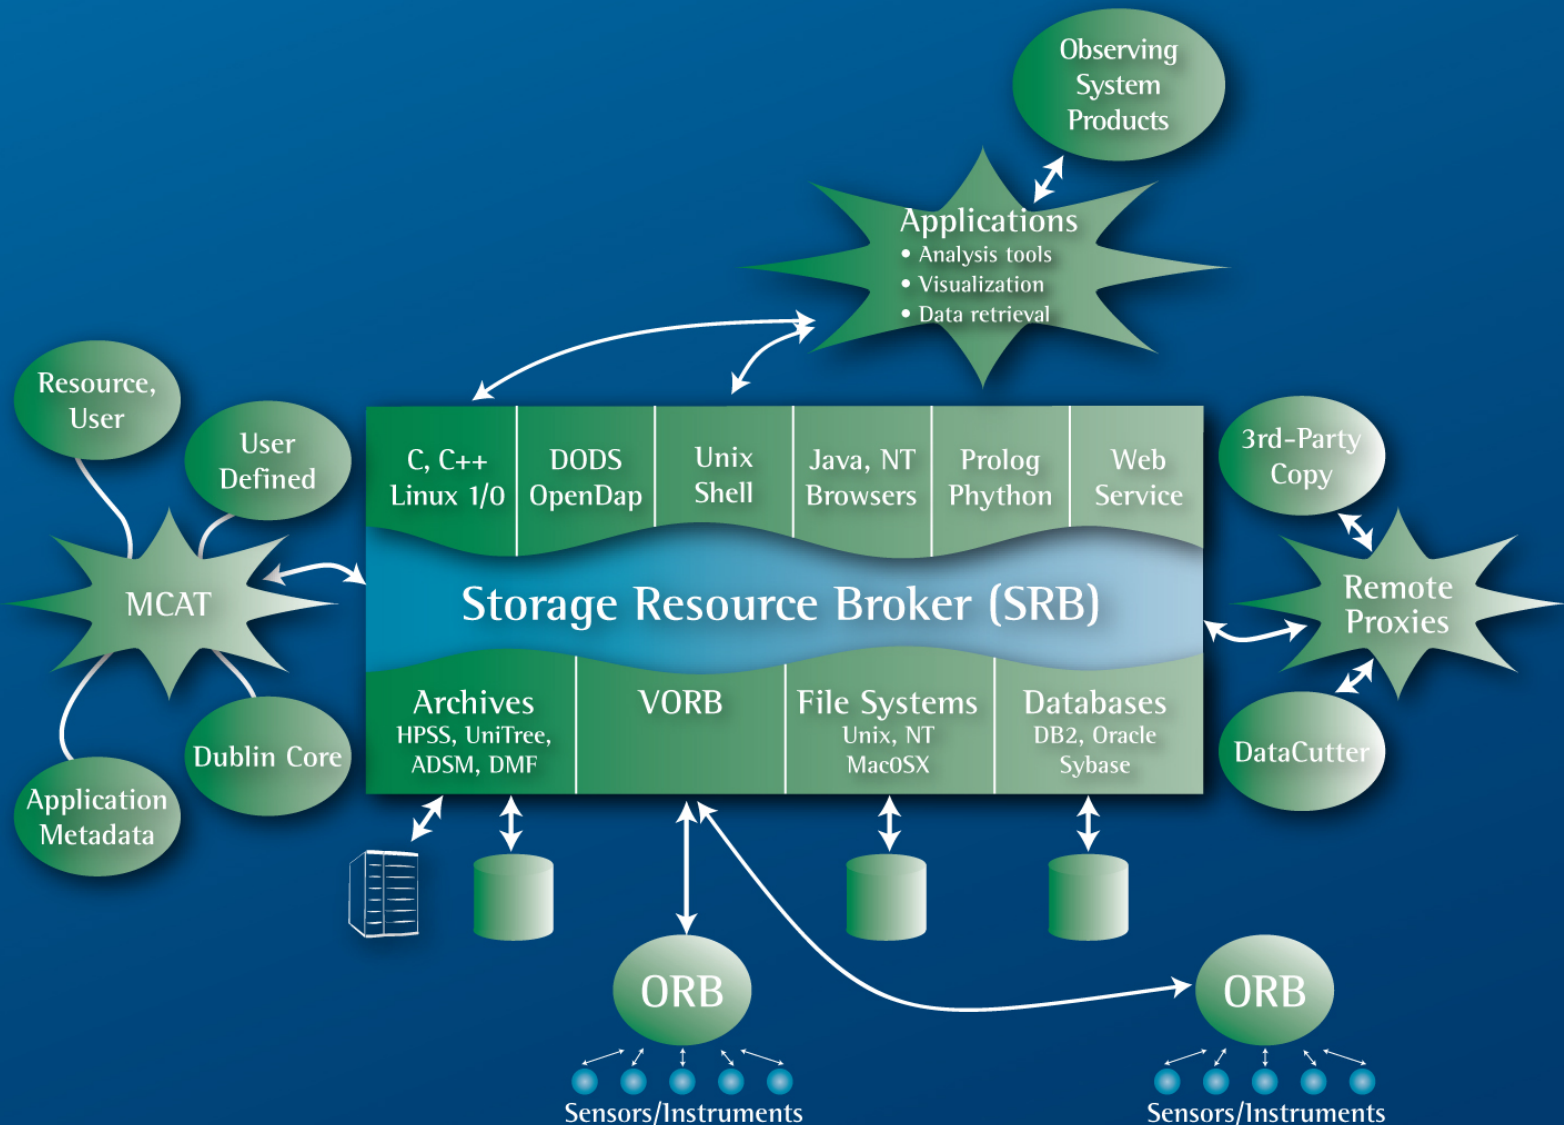 Observing
System
Products
Applications
• Analysis tools
• Visualization
• Data retrieval
Resource,
User
User
Defined
MCAT
Application
Metadata
Dublin Core
C, C++
Linux 1/0
DODS
OpenDap
Unix
Shell
Java, NT
Browsers
Prolog
Phython
Web
Service
Storage Resource Broker (SRB)
Archives
HPSS, UniTree,
ADSM, DMF
VORB
File Systems
Unix, NT
MacOSX
Databases
DB2, Oracle
Sybase
3rd-Party
Copy
Remote
Proxies
DataCutter
ORB
Sensors/Instruments
ORB
Sensors/Instruments